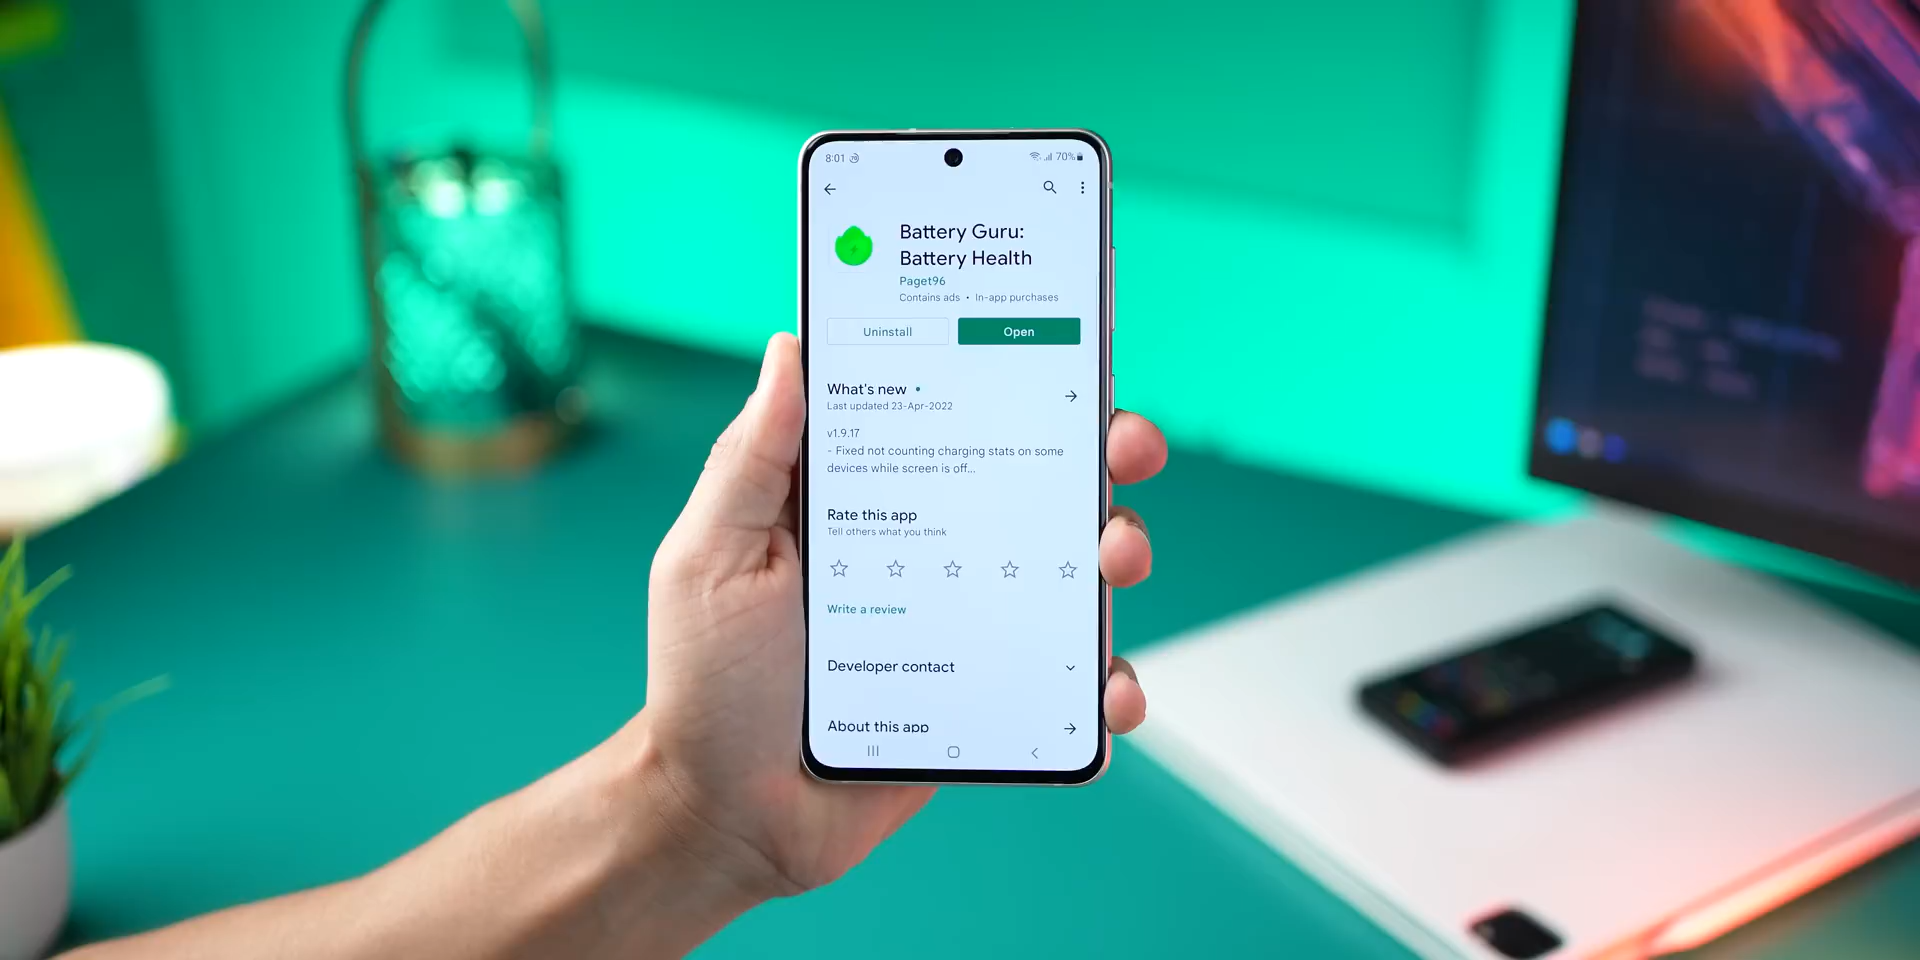 8:01
70%
Battery Guru:
Battery Health
Paget96
Contains ads • In-app purchases
Uninstall
Open
What's new •
Last updated 23-Apr-2022
v1.9.17
- Fixed not counting charging stats on some
devices while screen is off...
Rate this app
Tell others what you think
Write a review
Developer contact
About this app